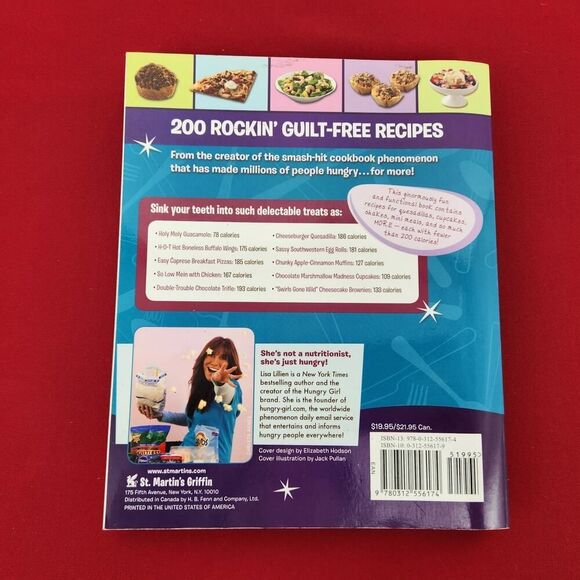 200 ROCKIN' GUILT-FREE RECIPES
From the creator of the smash-hit cookbook phenomenon
that has made millions of people hungry...for more!
This ginormously fun
and functional book contains
recipes for quesadillas, cupcakes,
shakes, mini meals, and so much
MORE — each with fewer
than 200 calories!
Sink your teeth into such delectable treats as:
• Holy Moly Guacamole: 78 calories
• H-O-T Hot Boneless Buffalo Wings: 175 calories
• Easy Caprese Breakfast Pizzas: 185 calories
• So Low Mein with Chicken: 167 calories
• Double-Trouble Chocolate Trifle: 193 calories
• Cheeseburger Quesadilla: 186 calories
• Sassy Southwestern Egg Rolls: 181 calories
• Chunky Apple-Cinnamon Muffins: 127 calories
• Chocolate Marshmallow Madness Cupcakes: 109 calories
• "Swirls Gone Wild" Cheesecake Brownies: 133 calories
She's not a nutritionist,
she's just hungry!
Lisa Lillien is a New York Times
bestselling author and the
creator of the Hungry Girl
brand. She is the founder of
hungry-girl.com, the worldwide
phenomenon daily email service
that entertains and informs
hungry people everywhere!
Cover design by Elizabeth Hodson
Cover illustration by Jack Pullan
www.stmartins.com
St. Martin's Griffin
175 Fifth Avenue, New York, N.Y. 10010
Distributed in Canada by H. B. Fenn and Company, Ltd.
PRINTED IN THE UNITED STATES OF AMERICA
$19.95/$21.95 Can.
ISBN-13: 978-0-312-55617-4
ISBN-10: 0-312-55617-9
51995
EAN
9 780312 556174